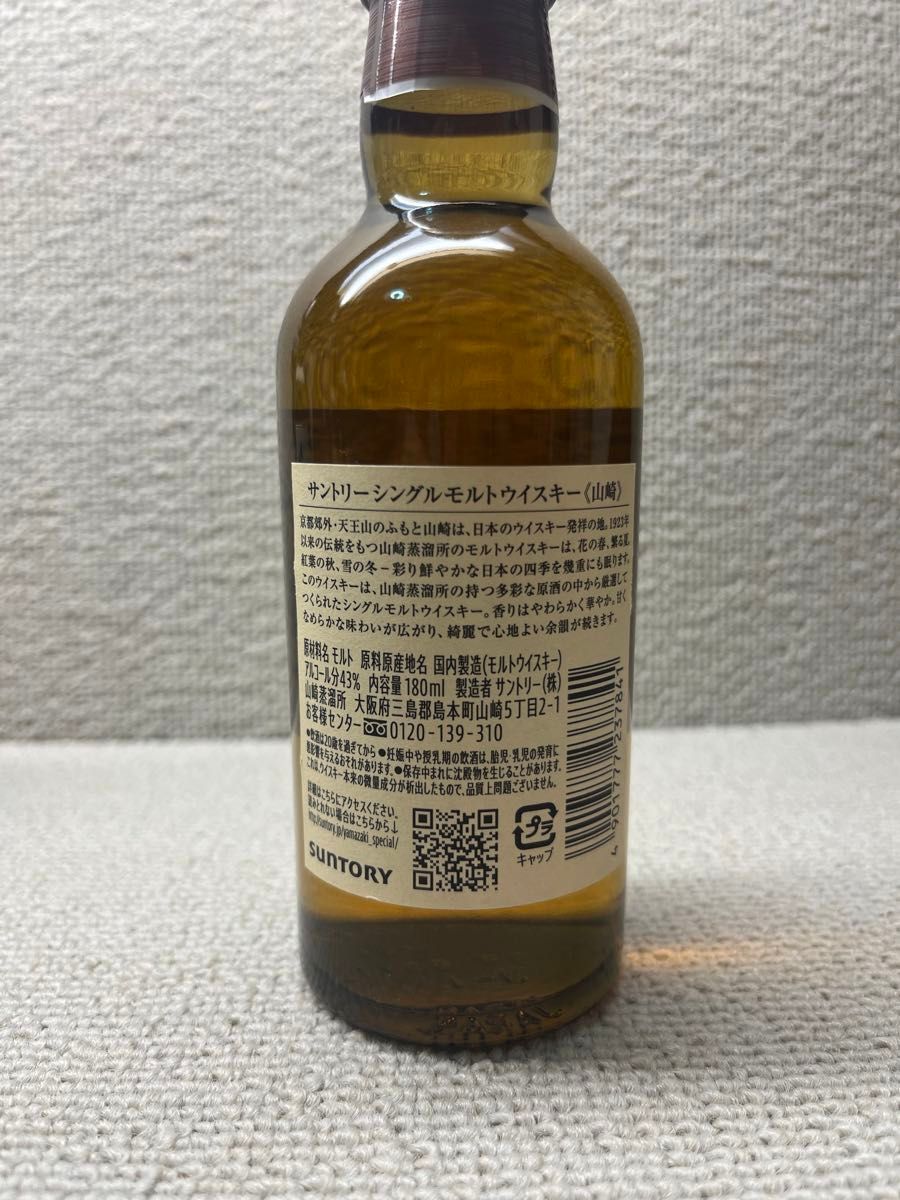 サントリーシングルモルトウイスキー《山崎》
京都郊外・天王山のふもと山崎は、日本のウイスキー発祥の地。1923年
以来の伝統をもつ山崎蒸溜所のモルトウイスキーは、花の春、繁る夏、
紅葉の秋、雪の冬－彩り鮮やかな日本の四季を幾重にも眠ります。
このウイスキーは、山崎蒸溜所の持つ多彩な原酒の中から厳選して
つくられたシングルモルトウイスキー。香りはやわらかく華やか。甘く
なめらかな味わいが広がり、綺麗で心地よい余韻が続きます。
原材料名 モルト 原料原産地名 国内製造(モルトウイスキー)
アルコール分43% 内容量180ml 製造者 サントリー(株)
山崎蒸溜所 大阪府三島郡島本町山崎5丁目2-1
お客様センター 0120-139-310
●飲酒は20歳を過ぎてから ●妊娠中や授乳期の飲酒は、胎児・乳児の発育に
悪影響を与えるおそれがあります。●保存中まれに沈殿物を生じることがあります。
これは、ウイスキー本来の微量成分が析出したもので、品質上問題ございません。
詳細はこちらにアクセスください。
読みとれない場合はこちらから↓
http://suntory.jp/yamazaki_special/
SUNTORY
プラ
キャップ
4901777237841